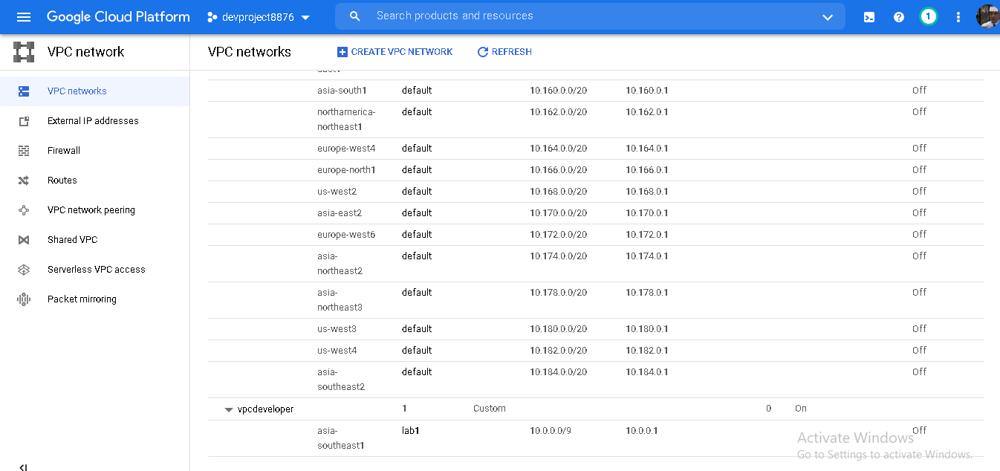 Google Cloud Platform devproject8876 Search products and resources 1
VPC network
VPC networks CREATE VPC NETWORK REFRESH
VPC networks
External IP addresses
Firewall
Routes
VPC network peering
Shared VPC
Serverless VPC access
Packet mirroring
asia-south1 default 10.160.0.0/20 10.160.0.1 Off
northamerica- default 10.162.0.0/20 10.162.0.1 Off
northeast1
europe-west4 default 10.164.0.0/20 10.164.0.1 Off
europe-north1 default 10.166.0.0/20 10.166.0.1 Off
us-west2 default 10.168.0.0/20 10.168.0.1 Off
asia-east2 default 10.170.0.0/20 10.170.0.1 Off
europe-west6 default 10.172.0.0/20 10.172.0.1 Off
asia- default 10.174.0.0/20 10.174.0.1 Off
northeast2
asia- default 10.178.0.0/20 10.178.0.1 Off
northeast3
us-west3 default 10.180.0.0/20 10.180.0.1 Off
us-west4 default 10.182.0.0/20 10.182.0.1 Off
asia- default 10.184.0.0/20 10.184.0.1 Off
southeast2
vpcdeveloper 1 Custom 0 On
asia- lab1 10.0.0.0/9 10.0.0.1 Off
southeast1
Activate Windows
Go to Settings to activate Windows.